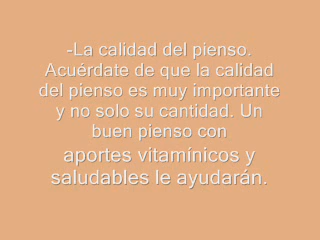 -La calidad del pienso.
Acuérdate de que la calidad
del pienso es muy importante
y no solo su cantidad. Un
buen pienso con
aportes vitamínicos y
saludables le ayudarán.